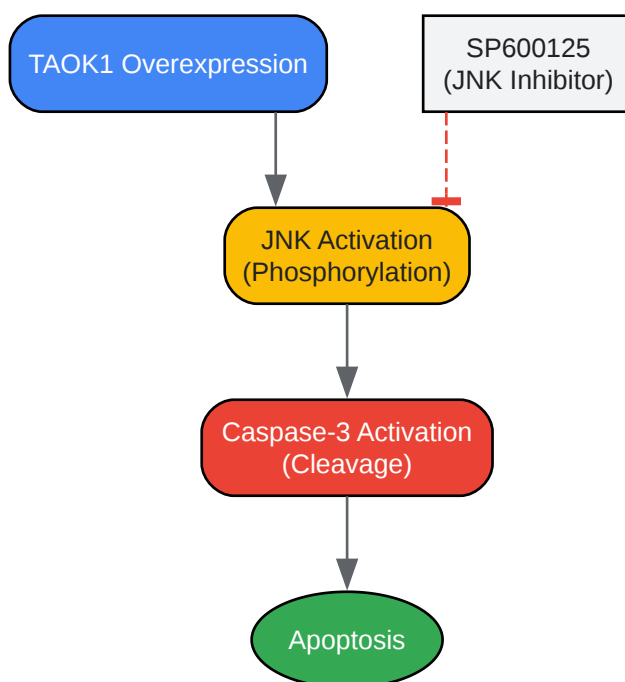 TAOK1 Overexpression
SP600125
(JNK Inhibitor)
JNK Activation
(Phosphorylation)
Caspase-3 Activation
(Cleavage)
Apoptosis